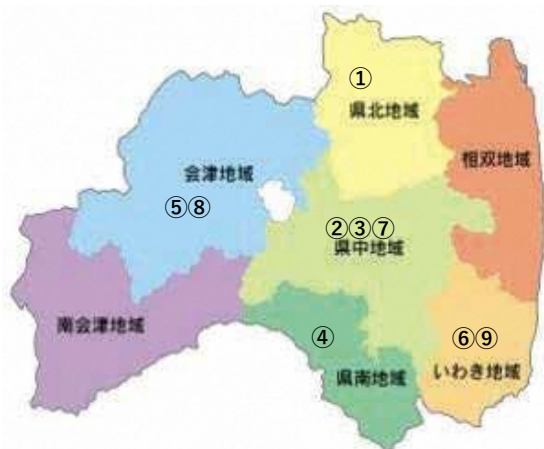 ①
県北地域
相双地域
会津地域
⑤⑧
②③⑦
県中地域
南会津地域
④
県南地域
⑥⑨
いわき地域